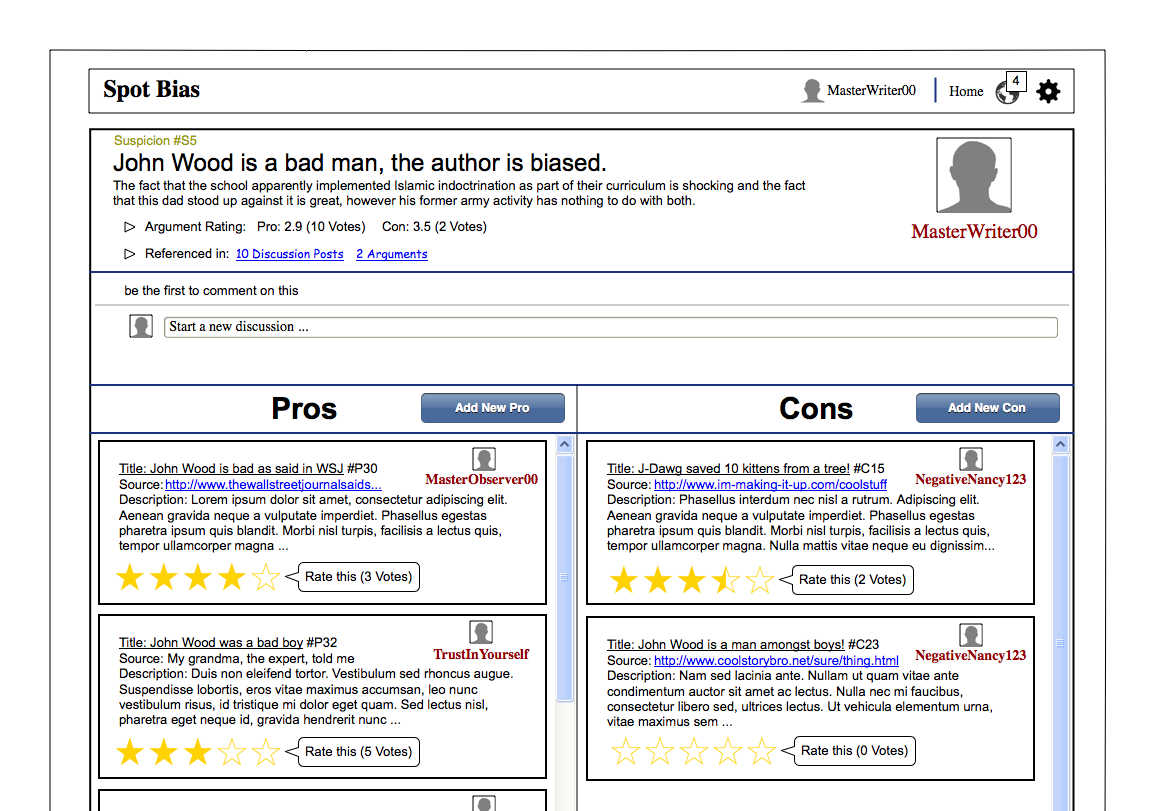 Spot Bias
MasterWriter00
Home
4
Suspicion #S5
John Wood is a bad man, the author is biased.
The fact that the school apparently implemented Islamic indoctrination as part of their curriculum is shocking and the fact
that this dad stood up against it is great, however his former army activity has nothing to do with both.
MasterWriter00
Argument Rating: Pro: 2.9 (10 Votes) Con: 3.5 (2 Votes)
Referenced in: 10 Discussion Posts 2 Arguments
be the first to comment on this
Start a new discussion ...
Pros
Add New Pro
Title: John Wood is bad as said in WSJ #P30
MasterObserver00
Source: http://www.thewallstreetjournalsaids...
Description: Lorem ipsum dolor sit amet, consectetur adipiscing elit.
Aenean gravida neque a vulputate imperdiet. Phasellus egestas
pharetra ipsum quis blandit. Morbi nisl turpis, facilisis a lectus quis,
tempor ullamcorper magna ...
Rate this (3 Votes)
Title: John Wood was a bad boy #P32
TrustInYourself
Source: My grandma, the expert, told me
Description: Duis non eleifend tortor. Vestibulum sed rhoncus augue.
Suspendisse lobortis, eros vitae maximus accumsan, leo nunc
vestibulum risus, id tristique mi dolor eget quam. Sed lectus nisl,
pharetra eget neque id, gravida hendrerit nunc ...
Rate this (5 Votes)
Cons
Add New Con
Title: J-Dawg saved 10 kittens from a tree! #C15
NegativeNancy123
Source: http://www.im-making-it-up.com/coolstuff
Description: Phasellus interdum nec nisl a rutrum. Adipiscing elit.
Aenean gravida neque a vulputate imperdiet. Phasellus egestas
pharetra ipsum quis blandit. Morbi nisl turpis, facilisis a lectus quis,
tempor ullamcorper magna. Nulla mattis vitae neque eu dignissim...
Rate this (2 Votes)
Title: John Wood is a man amongst boys! #C23
NegativeNancy123
Source: http://www.coolstorybro.net/sure/thing.html
Description: Nam sed lacinia ante. Nullam ut quam vitae ante
condimentum auctor sit amet ac lectus. Nulla nec mi faucibus,
consectetur libero sed, ultrices lectus. Ut vehicula elementum urna,
vitae maximus sem ...
Rate this (0 Votes)